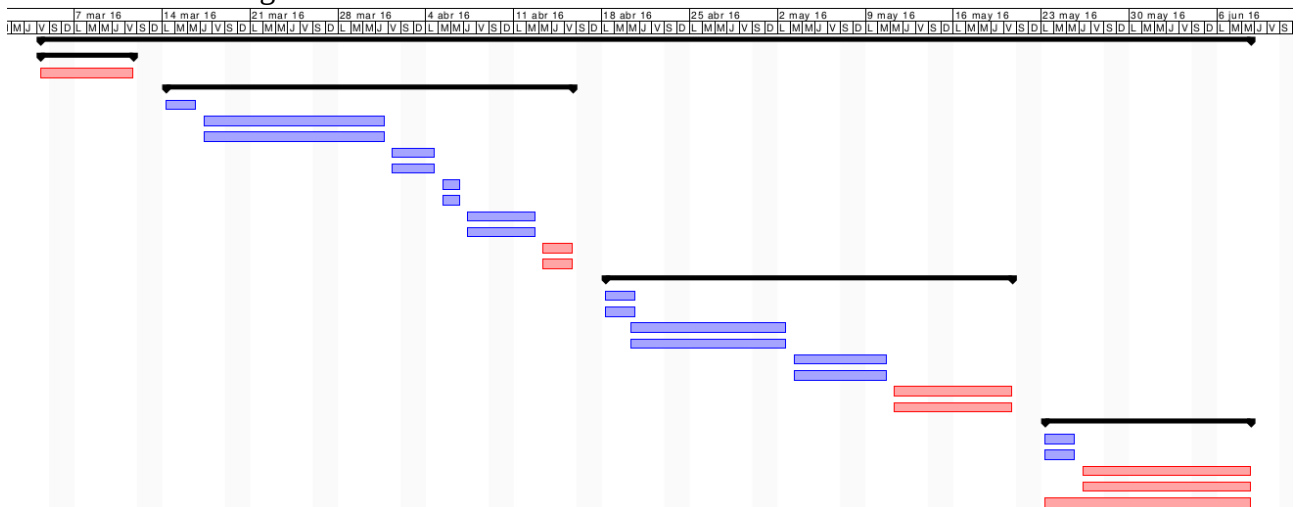 7 mar 16 14 mar 16 21 mar 16 28 mar 16 4 abr 16 11 abr 16 18 abr 16 25 abr 16 2 may 16 9 may 16 16 may 16 23 may 16 30 may 16 6 jun 16
M J V S D L M M J V S D L M M J V S D L M M J V S D L M M J V S D L M M J V S D L M M J V S D L M M J V S D L M M J V S D L M M J V S D L M M J V S D L M M J V S D L M M J V S D L M M J V S D L M M J V S